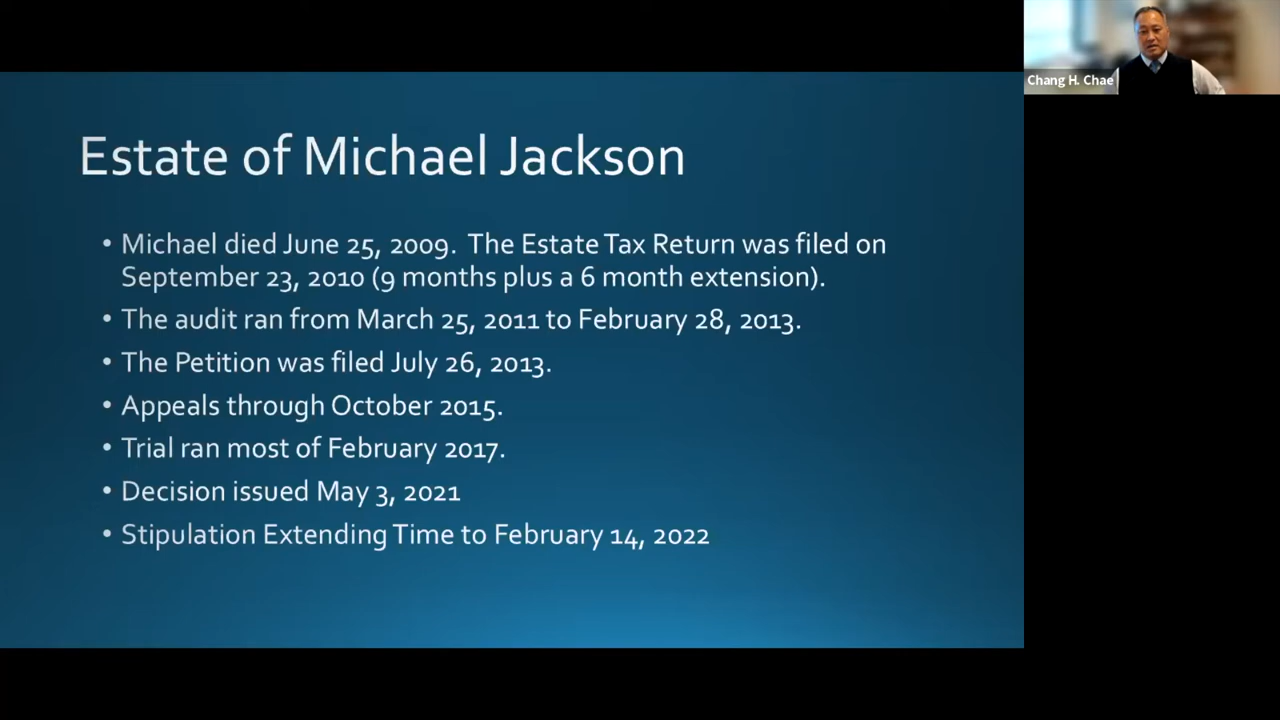 Chang H. Chae
Estate of Michael Jackson
• Michael died June 25, 2009. The Estate Tax Return was filed on
September 23, 2010 (9 months plus a 6 month extension).
• The audit ran from March 25, 2011 to February 28, 2013.
• The Petition was filed July 26, 2013.
• Appeals through October 2015.
• Trial ran most of February 2017.
• Decision issued May 3, 2021
• Stipulation Extending Time to February 14, 2022